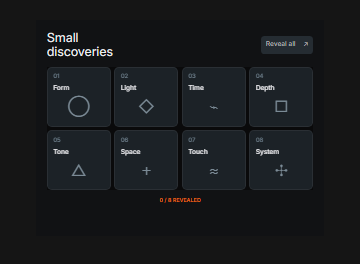 Small
discoveries
Reveal all ↗
01
Form
02
Light
03
Time
04
Depth
05
Tone
06
Space
07
Touch
08
System
0 / 8 REVEALED